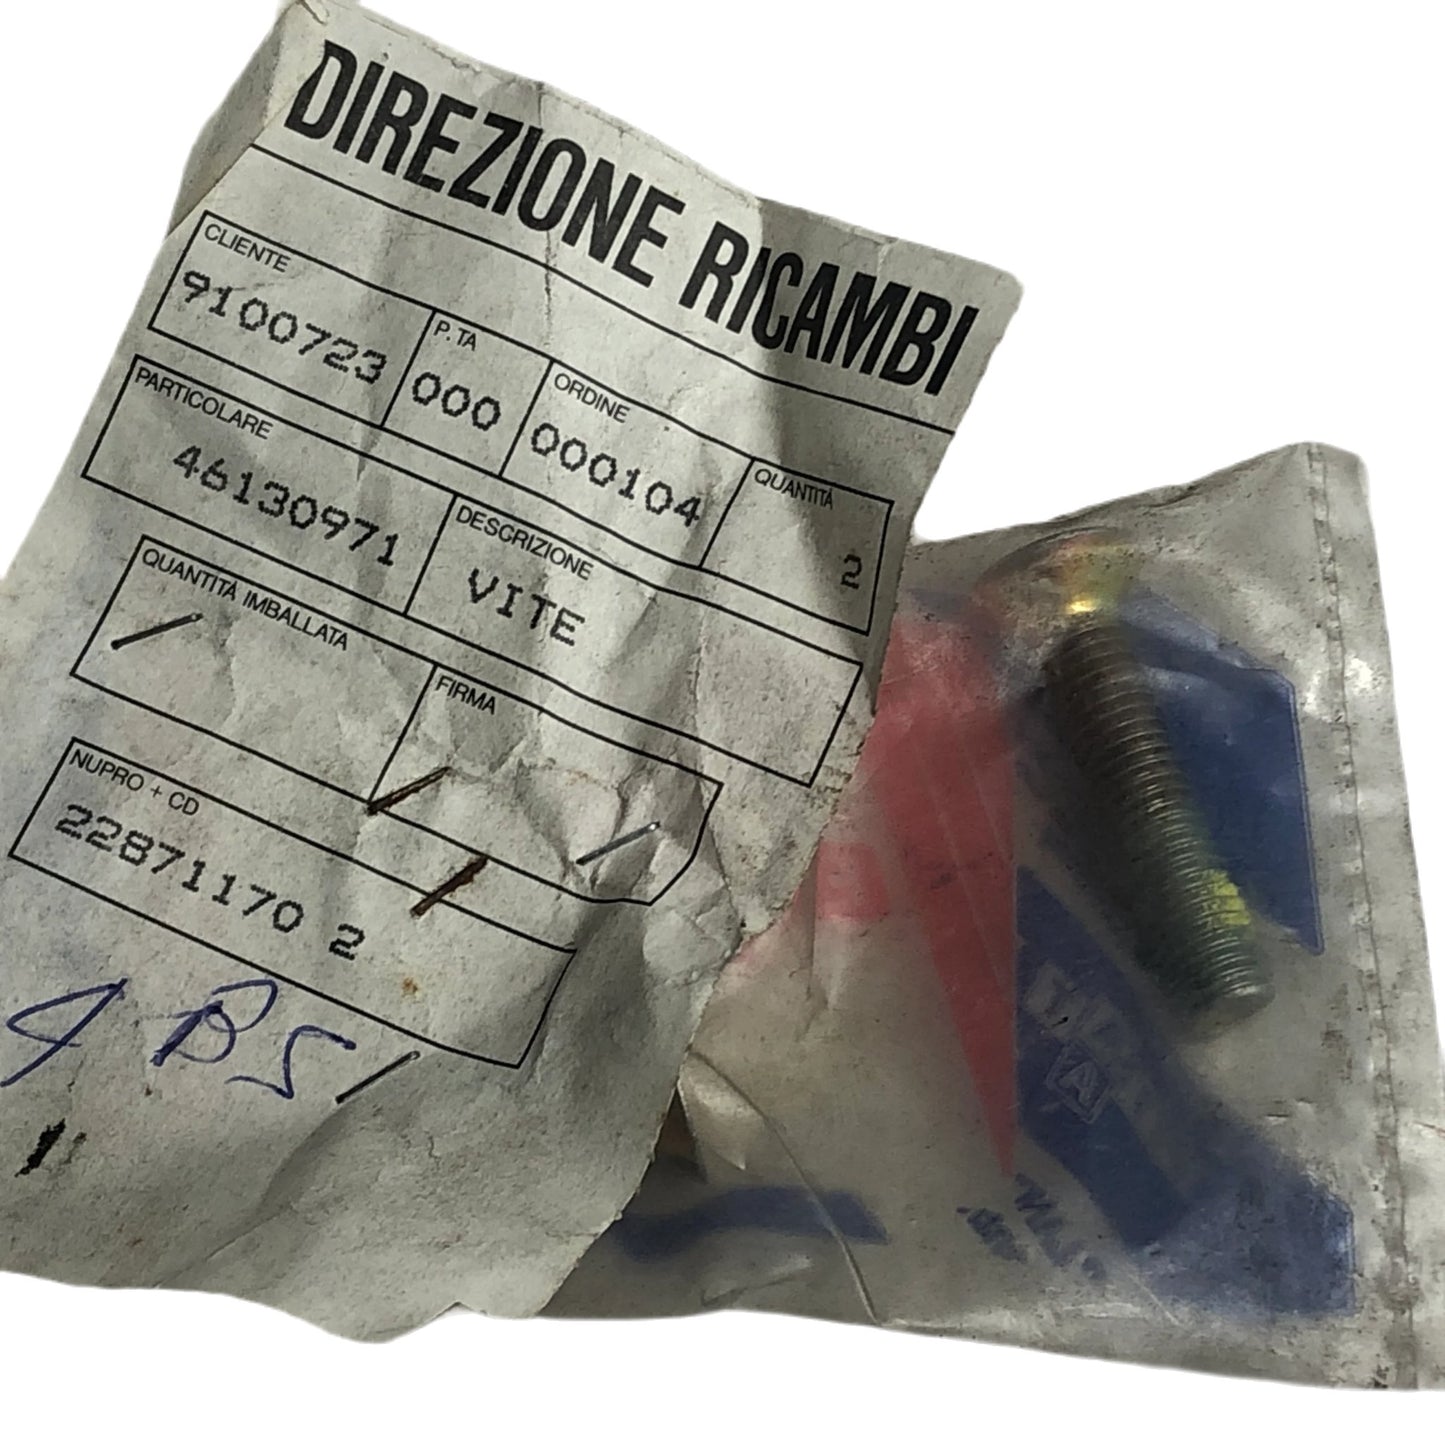 DIREZIONE RICAMBI
CLIENTE P.TA ORDINE QUANTITÀ
9100723 000 000104 2
PARTICOLARE DESCRIZIONE
46130971 VITE
QUANTITÀ IMBALLATA FIRMA
NUPRO + CD
22871170 2